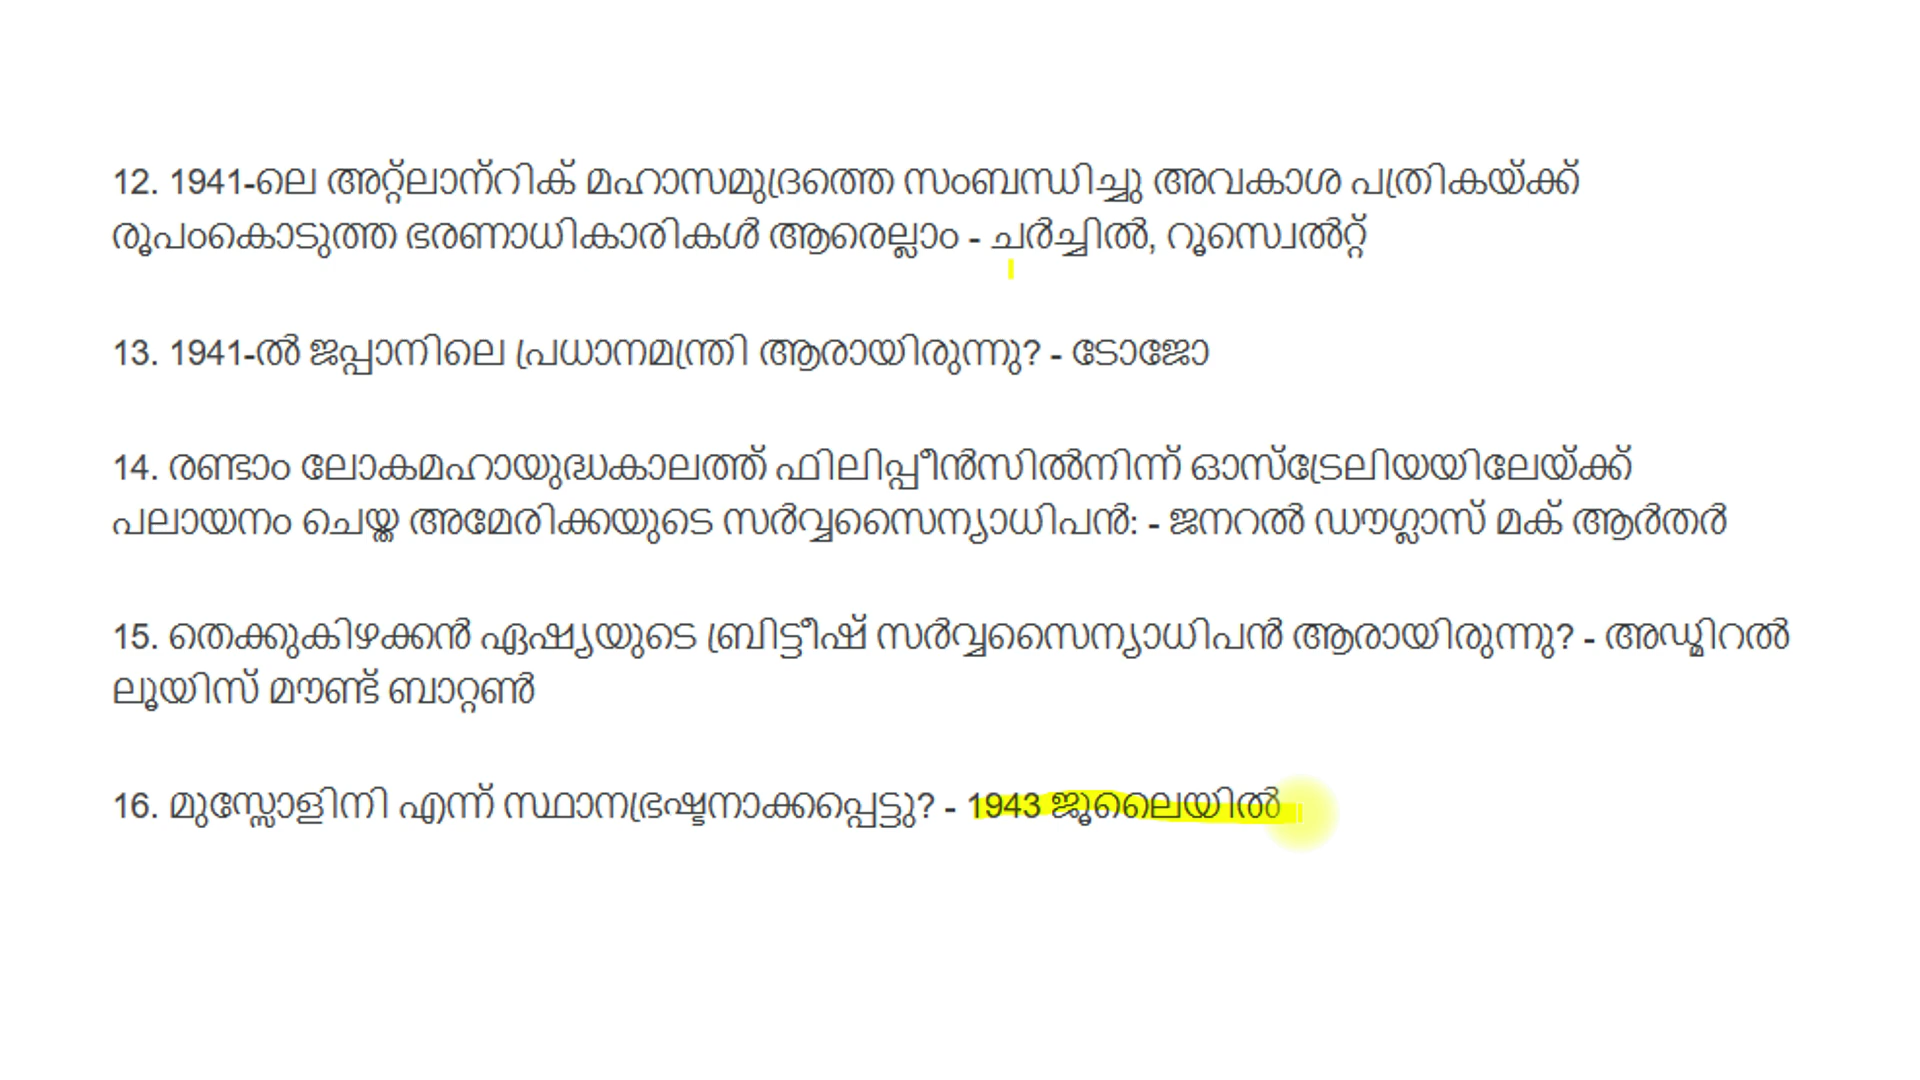 12. 1941-ലെ അറ്റ്ലാന്റിക് മഹാസമുദ്രത്തെ സംബന്ധിച്ചു അവകാശ പത്രികയ്ക്ക്
രൂപംകൊടുത്ത ഭരണാധികാരികൾ ആരെല്ലാം - ചർച്ചിൽ, റൂസ്വെൽറ്റ്
13. 1941-ൽ ജപ്പാനിലെ പ്രധാനമന്ത്രി ആരായിരുന്നു? - ടോജോ
14. രണ്ടാം ലോകമഹായുദ്ധകാലത്ത് ഫിലിപ്പീൻസിൽനിന്ന് ഓസ്ട്രേലിയയിലേയ്ക്ക്
പലായനം ചെയ്ത അമേരിക്കയുടെ സർവ്വസൈന്യാധിപൻ: - ജനറൽ ഡൗഗ്ലാസ് മക് ആർതർ
15. തെക്കുകിഴക്കൻ ഏഷ്യയുടെ ബ്രിട്ടീഷ് സർവ്വസൈന്യാധിപൻ ആരായിരുന്നു? - അഡ്മിറൽ
ലൂയിസ് മൗണ്ട് ബാറ്റൺ
16. മുസ്സോളിനി എന്ന് സ്ഥാനഭ്രഷ്ടനാക്കപ്പെട്ടു? - 1943 ജൂലൈയിൽ